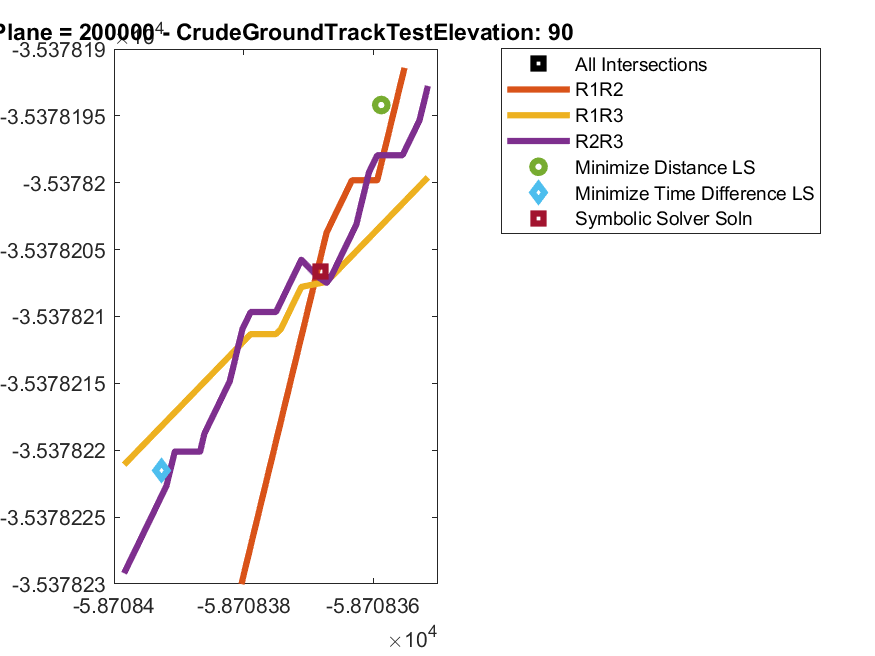 Plane = 200000 - CrudeGroundTrackTestElevation: 90
×10⁴
-3.537819
-3.5378195
-3.53782
-3.5378205
-3.537821
-3.5378215
-3.537822
-3.5378225
-3.537823
-5.87084
-5.870838
-5.870836
×10⁴
All Intersections
R1R2
R1R3
R2R3
Minimize Distance LS
Minimize Time Difference LS
Symbolic Solver Soln